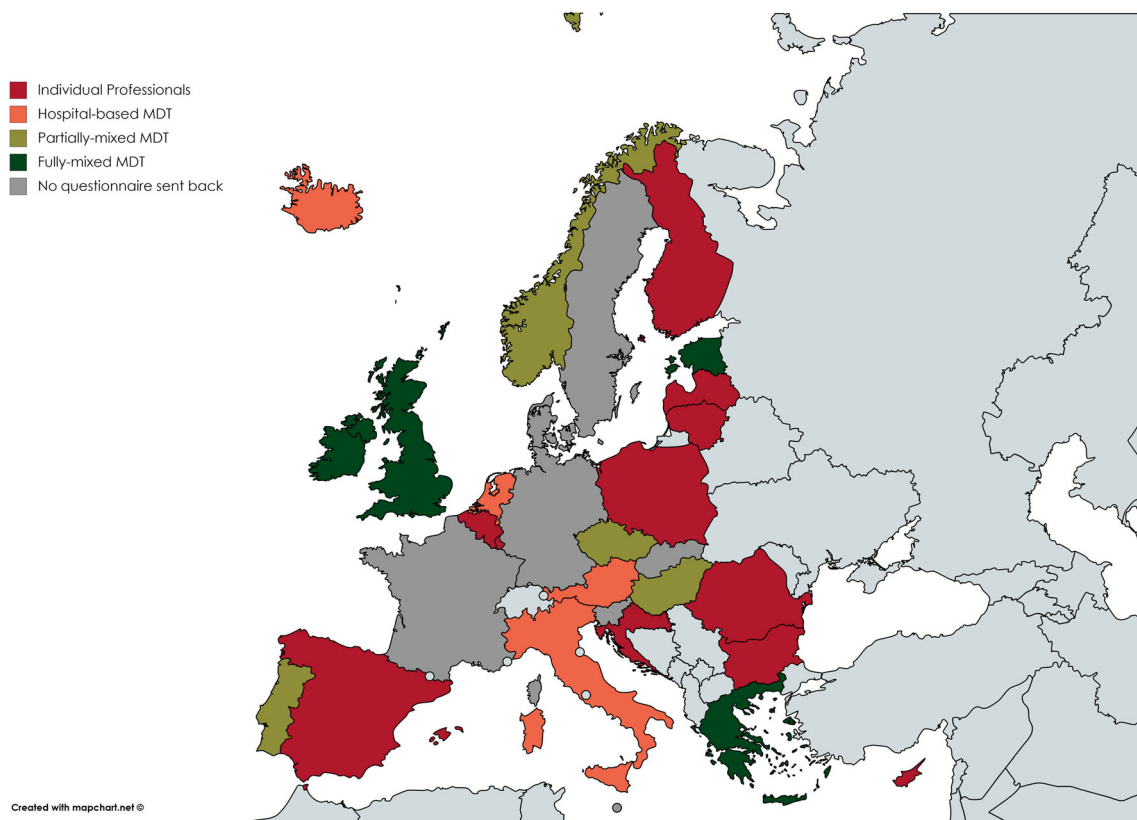 Individual Professionals
Hospital-based MDT
Partially-mixed MDT
Fully-mixed MDT
No questionnaire sent back
Created with mapchart.net ©